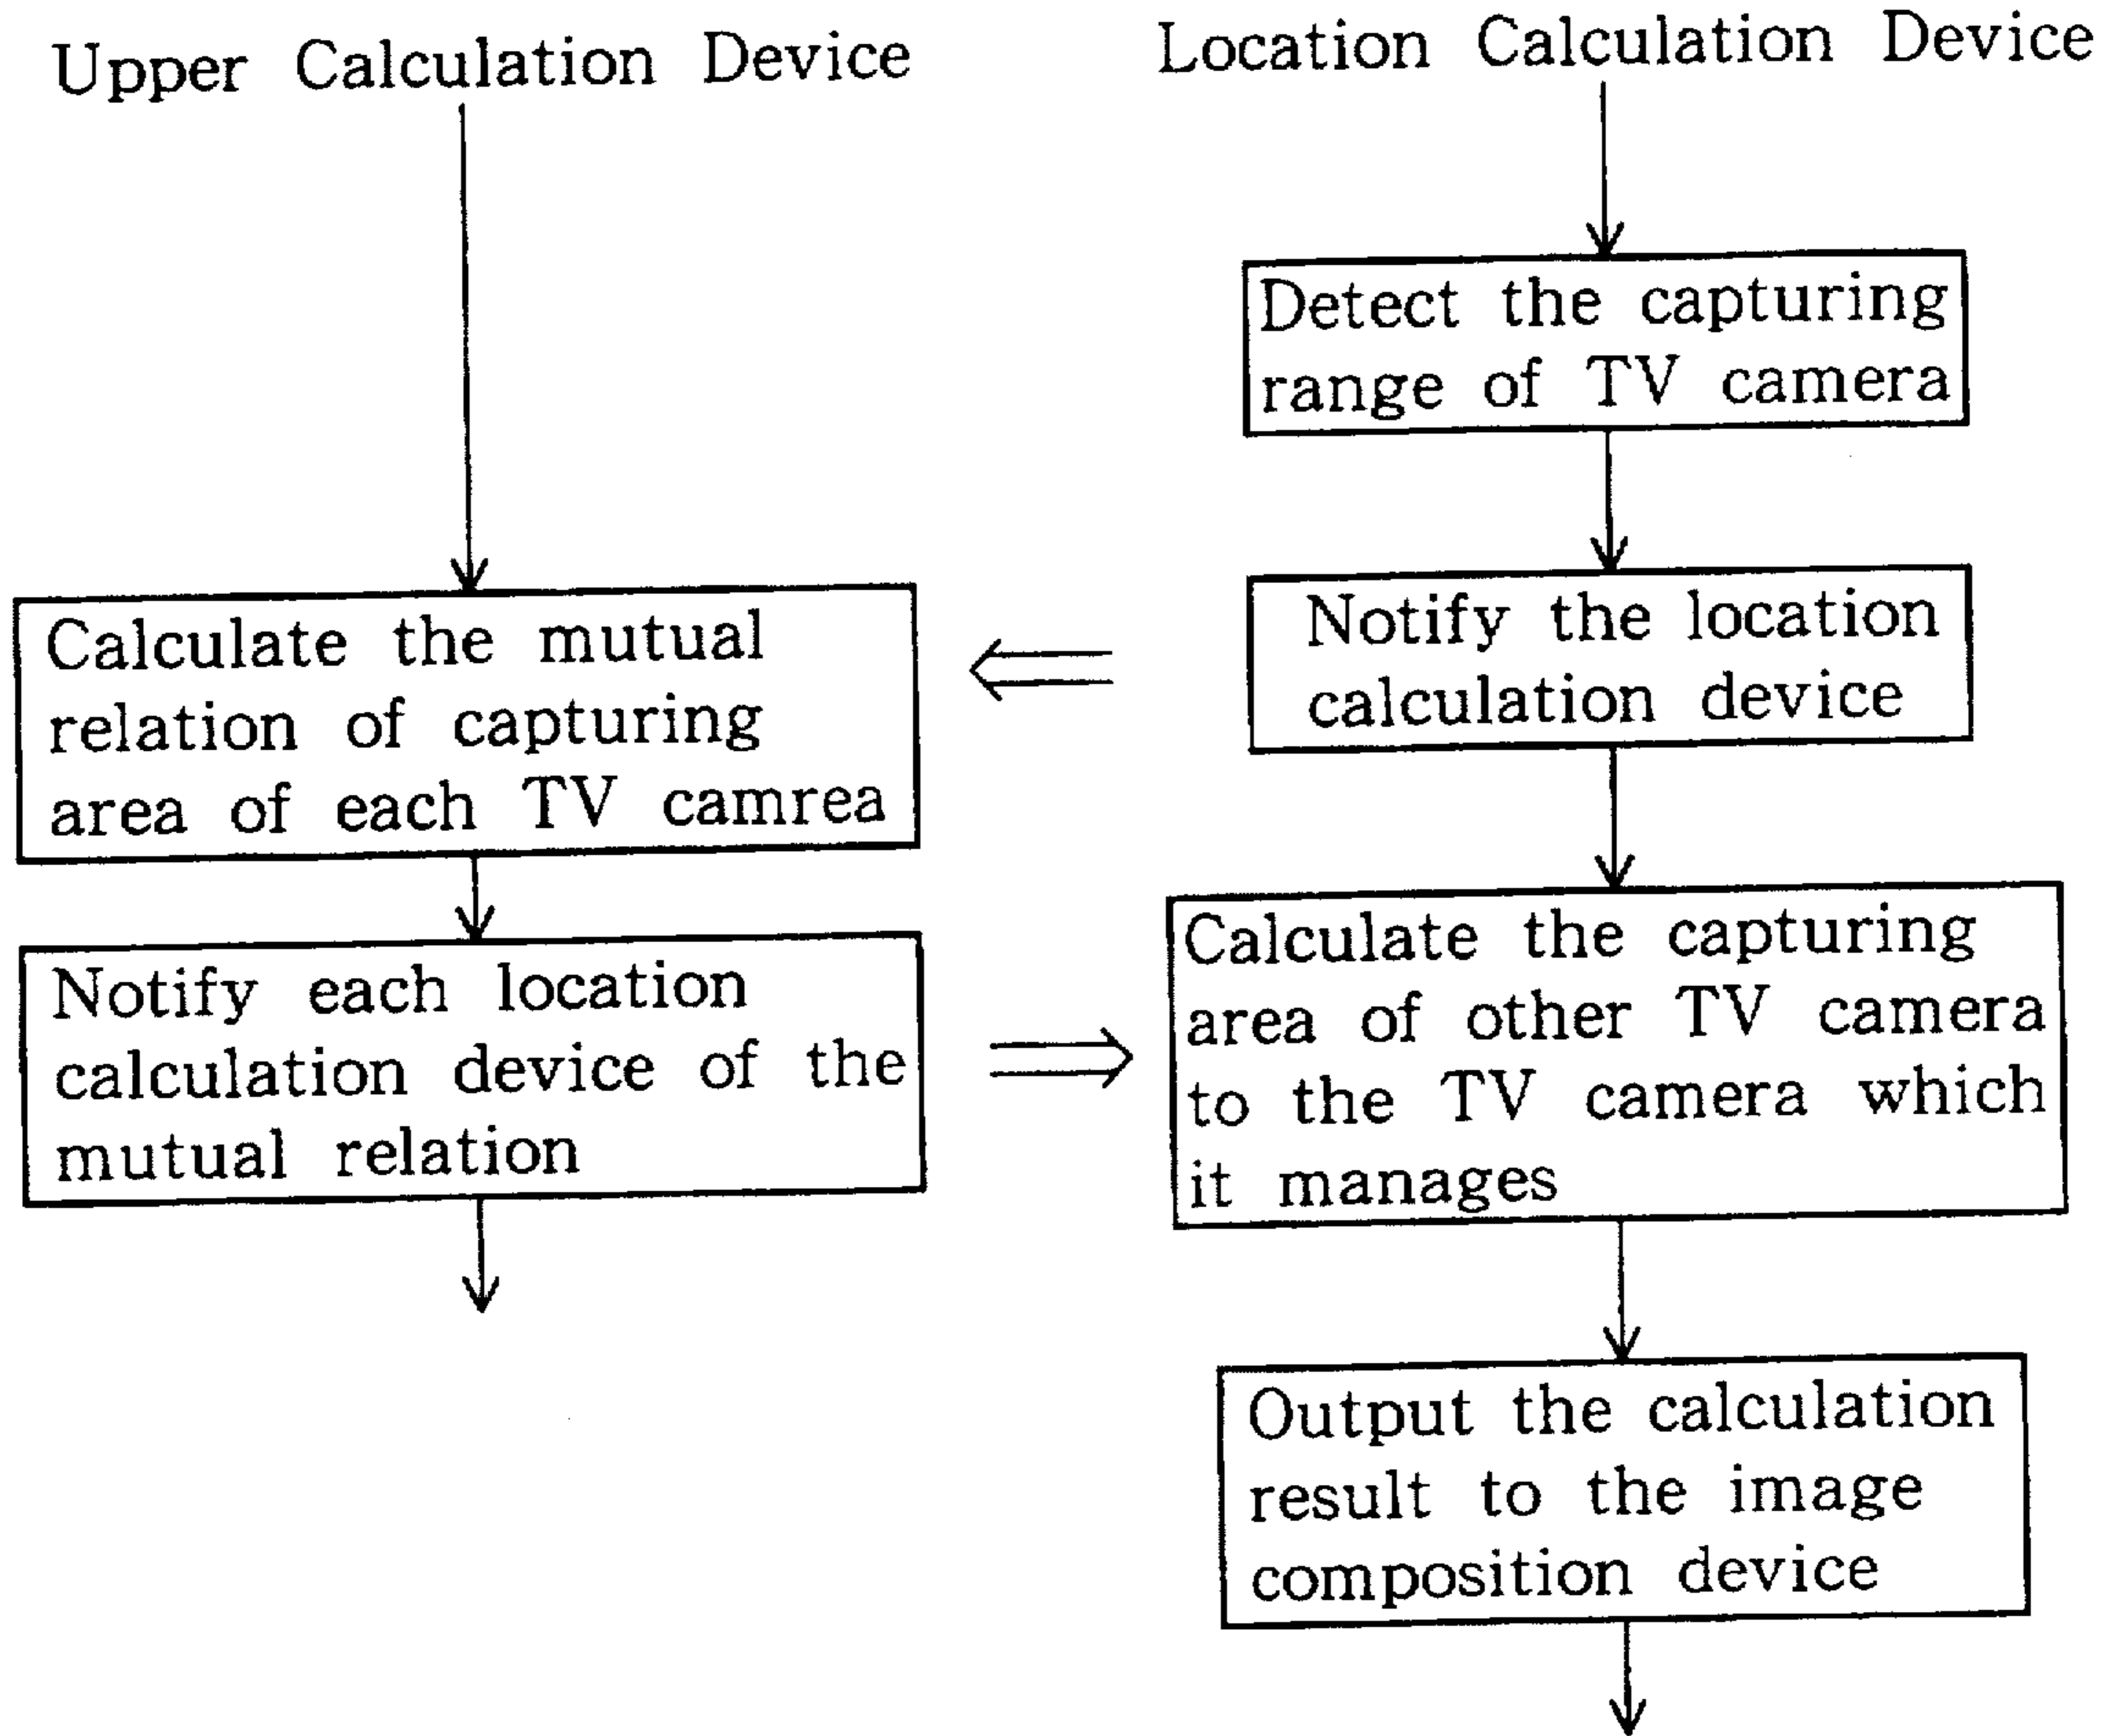 Upper Calculation Device
Location Calculation Device
Detect the capturing
range of TV camera
Notify the location
calculation device
Calculate the mutual
relation of capturing
area of each TV camrea
Notify each location
calculation device of the
mutual relation
Calculate the capturing
area of other TV camera
to the TV camera which
it manages
Output the calculation
result to the image
composition device